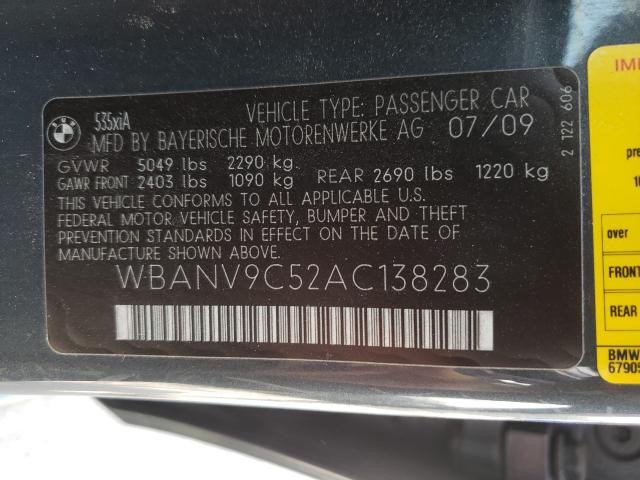 BMW
535xiA
VEHICLE TYPE: PASSENGER CAR
MFD BY BAYERISCHE MOTORENWERKE AG 07/09
GVWR 5049 lbs 2290 kg
GAWR FRONT 2403 lbs 1090 kg REAR 2690 lbs 1220 kg
THIS VEHICLE CONFORMS TO ALL APPLICABLE U.S.
FEDERAL MOTOR VEHICLE SAFETY, BUMPER AND THEFT
PREVENTION STANDARDS IN EFFECT ON THE DATE OF
MANUFACTURE SHOWN ABOVE.
WBANV9C52AC138283
2 122 606
over
FRONT
REAR
BMW